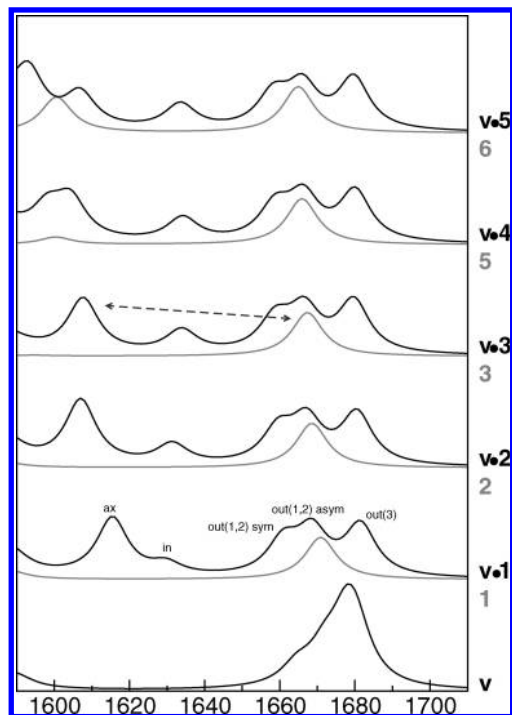 v•5
6
v•4
5
v•3
3
v•2
2
ax
out(1,2) asym
out(3)
out(1,2) sym
in
v•1
1
v
1600 1620 1640 1660 1680 1700